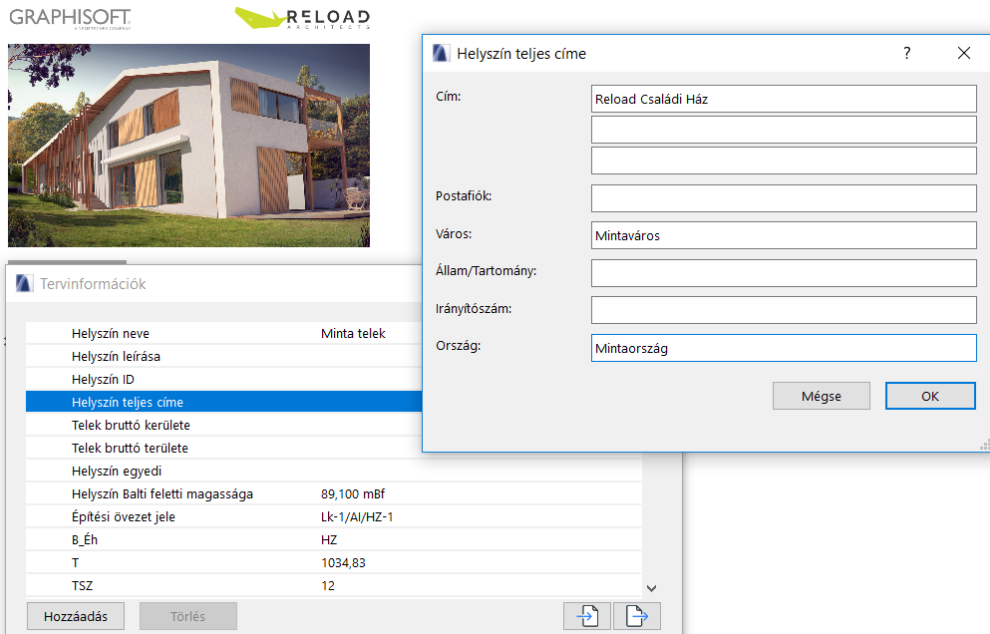 GRAPHISOFT.
RELOAD
ARCHITECTS
Helyszín teljes címe
?
Cím:
Reload Családi Ház
Postafiók:
Város:
Mintaváros
Állam/Tartomány:
Irányítószám:
Ország:
Mintaország
Mégse
OK
Tervinformációk
Helyszín neve Minta telek
Helyszín leírása
Helyszín ID
Helyszín teljes címe
Telek bruttó kerülete
Telek bruttó területe
Helyszín egyedi
Helyszín Balti feletti magassága 89,100 mBf
Építési övezet jele Lk-1/AI/HZ-1
B_Éh HZ
T 1034,83
TSZ 12
Hozzáadás
Törlés